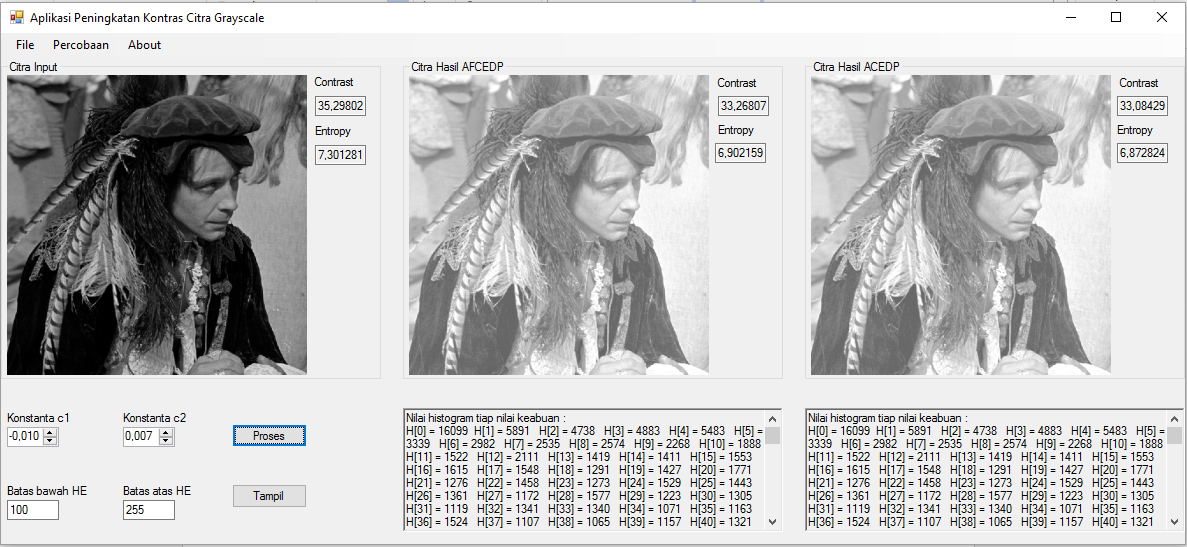 Aplikasi Peningkatan Kontras Citra Grayscale
File Percobaan About
Citra Input
Contrast
35,29802
Entropy
7,301281
Citra Hasil AFCEDP
Contrast
33,26807
Entropy
6,902159
Citra Hasil ACEDP
Contrast
33,08429
Entropy
6,872824
Konstanta c1
-0,010
Konstanta c2
0,007
Proses
Batas bawah HE
100
Batas atas HE
255
Tampil
Nilai histogram tiap nilai keabuan :
H[0] = 16099 H[1] = 5891 H[2] = 4738 H[3] = 4883 H[4] = 5483 H[5] =
3339 H[6] = 2982 H[7] = 2535 H[8] = 2574 H[9] = 2268 H[10] = 1888
H[11] = 1522 H[12] = 2111 H[13] = 1419 H[14] = 1411 H[15] = 1553
H[16] = 1615 H[17] = 1548 H[18] = 1291 H[19] = 1427 H[20] = 1771
H[21] = 1276 H[22] = 1458 H[23] = 1273 H[24] = 1529 H[25] = 1443
H[26] = 1361 H[27] = 1172 H[28] = 1577 H[29] = 1223 H[30] = 1305
H[31] = 1119 H[32] = 1341 H[33] = 1340 H[34] = 1071 H[35] = 1163
H[36] = 1524 H[37] = 1107 H[38] = 1065 H[39] = 1157 H[40] = 1321
Nilai histogram tiap nilai keabuan :
H[0] = 16099 H[1] = 5891 H[2] = 4738 H[3] = 4883 H[4] = 5483 H[5] =
3339 H[6] = 2982 H[7] = 2535 H[8] = 2574 H[9] = 2268 H[10] = 1888
H[11] = 1522 H[12] = 2111 H[13] = 1419 H[14] = 1411 H[15] = 1553
H[16] = 1615 H[17] = 1548 H[18] = 1291 H[19] = 1427 H[20] = 1771
H[21] = 1276 H[22] = 1458 H[23] = 1273 H[24] = 1529 H[25] = 1443
H[26] = 1361 H[27] = 1172 H[28] = 1577 H[29] = 1223 H[30] = 1305
H[31] = 1119 H[32] = 1341 H[33] = 1340 H[34] = 1071 H[35] = 1163
H[36] = 1524 H[37] = 1107 H[38] = 1065 H[39] = 1157 H[40] = 1321